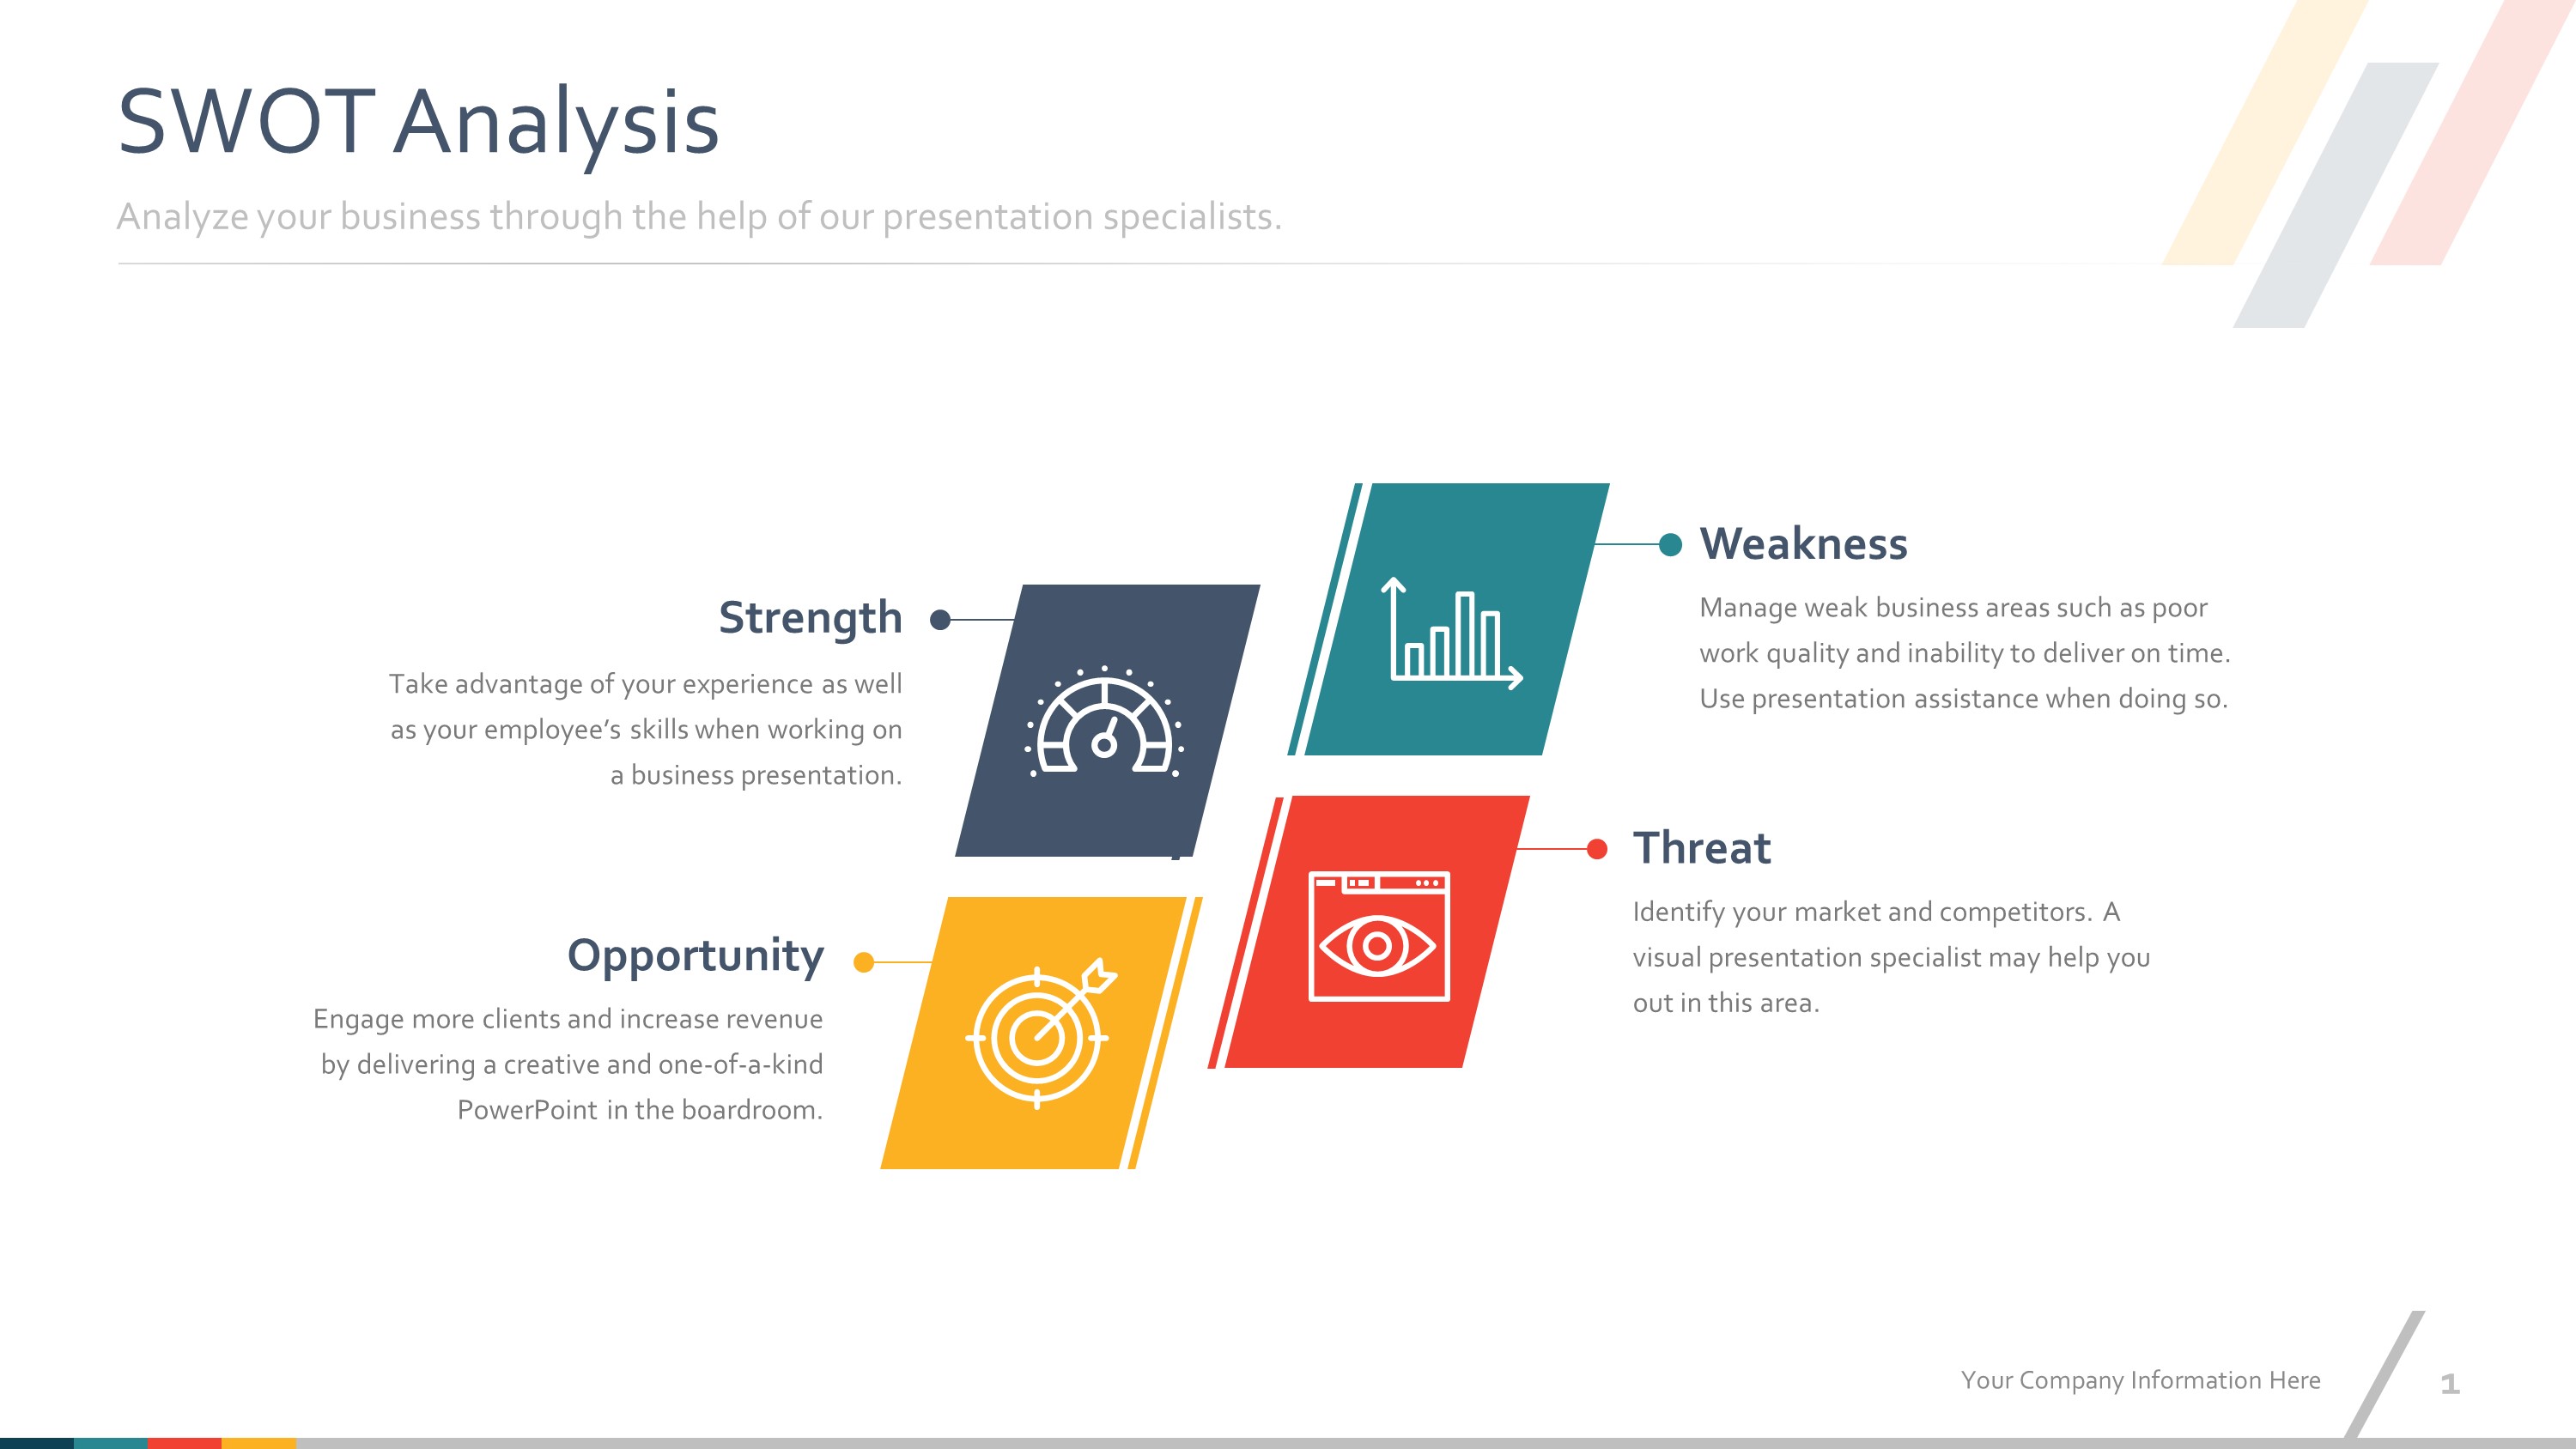 SWOT Analysis
Analyze your business through the help of our presentation specialists.
Strength
Take advantage of your experience as well
as your employee’s skills when working on
a business presentation.
Weakness
Manage weak business areas such as poor
work quality and inability to deliver on time.
Use presentation assistance when doing so.
Opportunity
Engage more clients and increase revenue
by delivering a creative and one-of-a-kind
PowerPoint in the boardroom.
Threat
Identify your market and competitors. A
visual presentation specialist may help you
out in this area.
Your Company Information Here
1